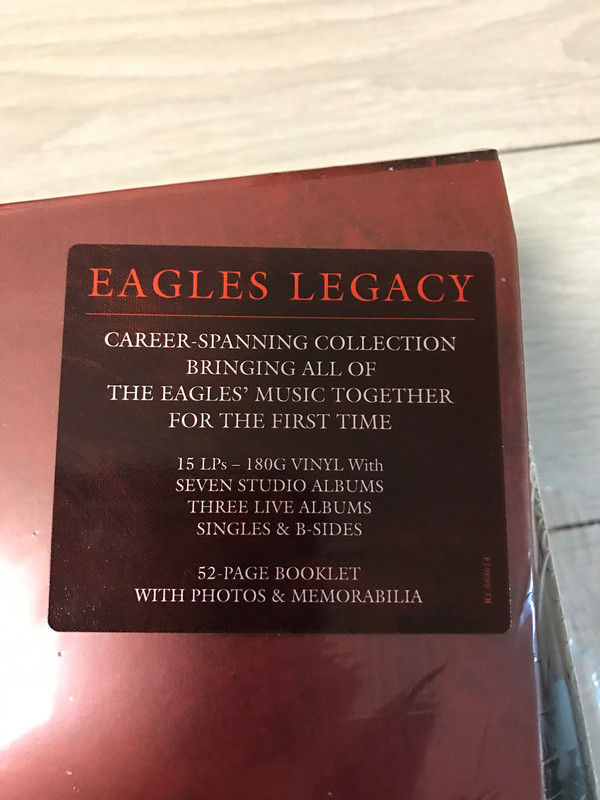 EAGLES LEGACY
CAREER-SPANNING COLLECTION
BRINGING ALL OF
THE EAGLES' MUSIC TOGETHER
FOR THE FIRST TIME
15 LPs – 180G VINYL With
SEVEN STUDIO ALBUMS
THREE LIVE ALBUMS
SINGLES & B-SIDES
52-PAGE BOOKLET
WITH PHOTOS & MEMORABILIA